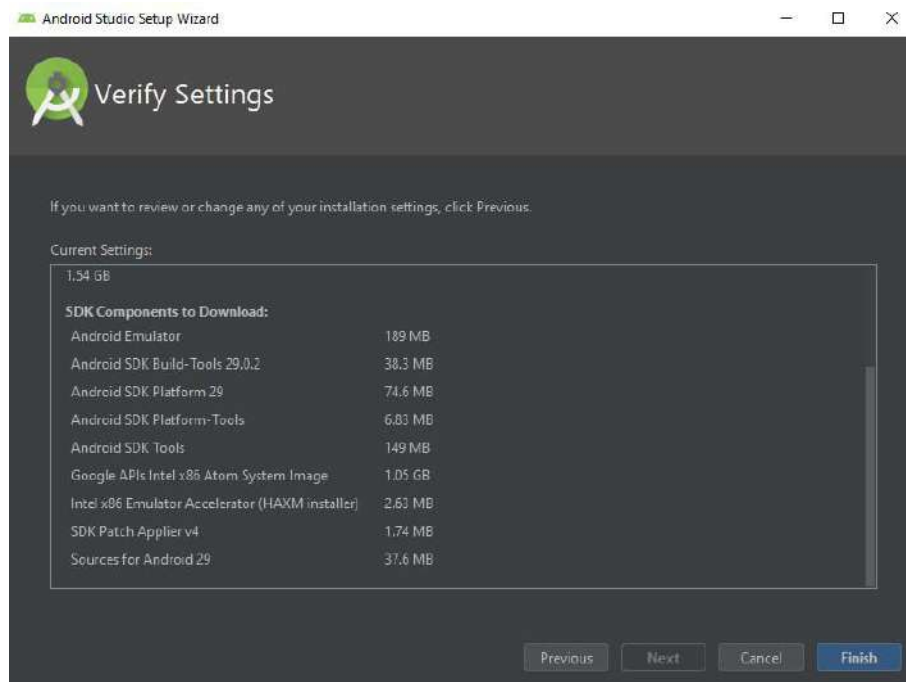 Android Studio Setup Wizard
Verify Settings
If you want to review or change any of your installation settings, click Previous.
Current Settings:
1.54 GB
SDK Components to Download:
Android Emulator 189 MB
Android SDK Build-Tools 29.0.2 38.3 MB
Android SDK Platform 29 74.6 MB
Android SDK Platform-Tools 6.83 MB
Android SDK Tools 149 MB
Google APIs Intel x86 Atom System Image 1.05 GB
Intel x86 Emulator Accelerator (HAXM installer) 2.63 MB
SDK Patch Applier v4 1.74 MB
Sources for Android 29 37.6 MB
Previous Next Cancel Finish